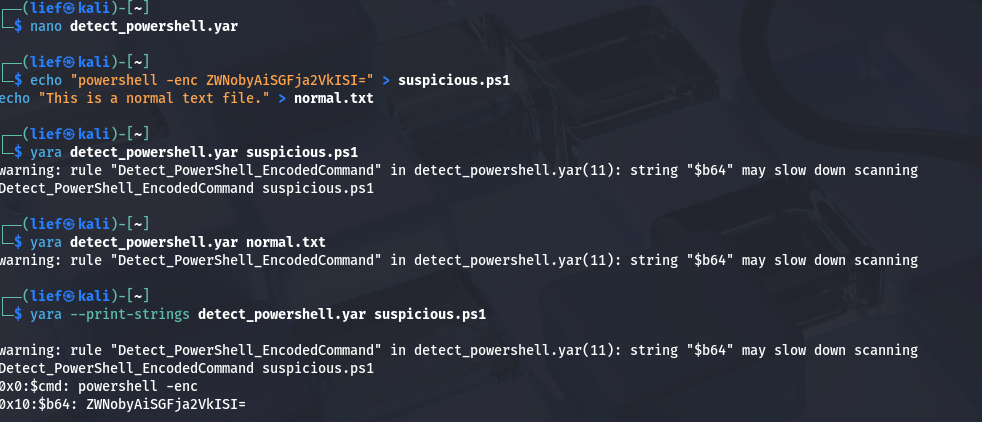 ┌──(lief㉿kali)-[~]
└─$ nano detect_powershell.yar
┌──(lief㉿kali)-[~]
└─$ echo "powershell -enc ZWNobyAiSGFja2VkISI=" > suspicious.ps1
echo "This is a normal text file." > normal.txt
┌──(lief㉿kali)-[~]
└─$ yara detect_powershell.yar suspicious.ps1
warning: rule "Detect_PowerShell_EncodedCommand" in detect_powershell.yar(11): string "$b64" may slow down scanning
Detect_PowerShell_EncodedCommand suspicious.ps1
┌──(lief㉿kali)-[~]
└─$ yara detect_powershell.yar normal.txt
warning: rule "Detect_PowerShell_EncodedCommand" in detect_powershell.yar(11): string "$b64" may slow down scanning
┌──(lief㉿kali)-[~]
└─$ yara --print-strings detect_powershell.yar suspicious.ps1
warning: rule "Detect_PowerShell_EncodedCommand" in detect_powershell.yar(11): string "$b64" may slow down scanning
Detect_PowerShell_EncodedCommand suspicious.ps1
0x0:$cmd: powershell -enc
0x10:$b64: ZWNobyAiSGFja2VkISI=